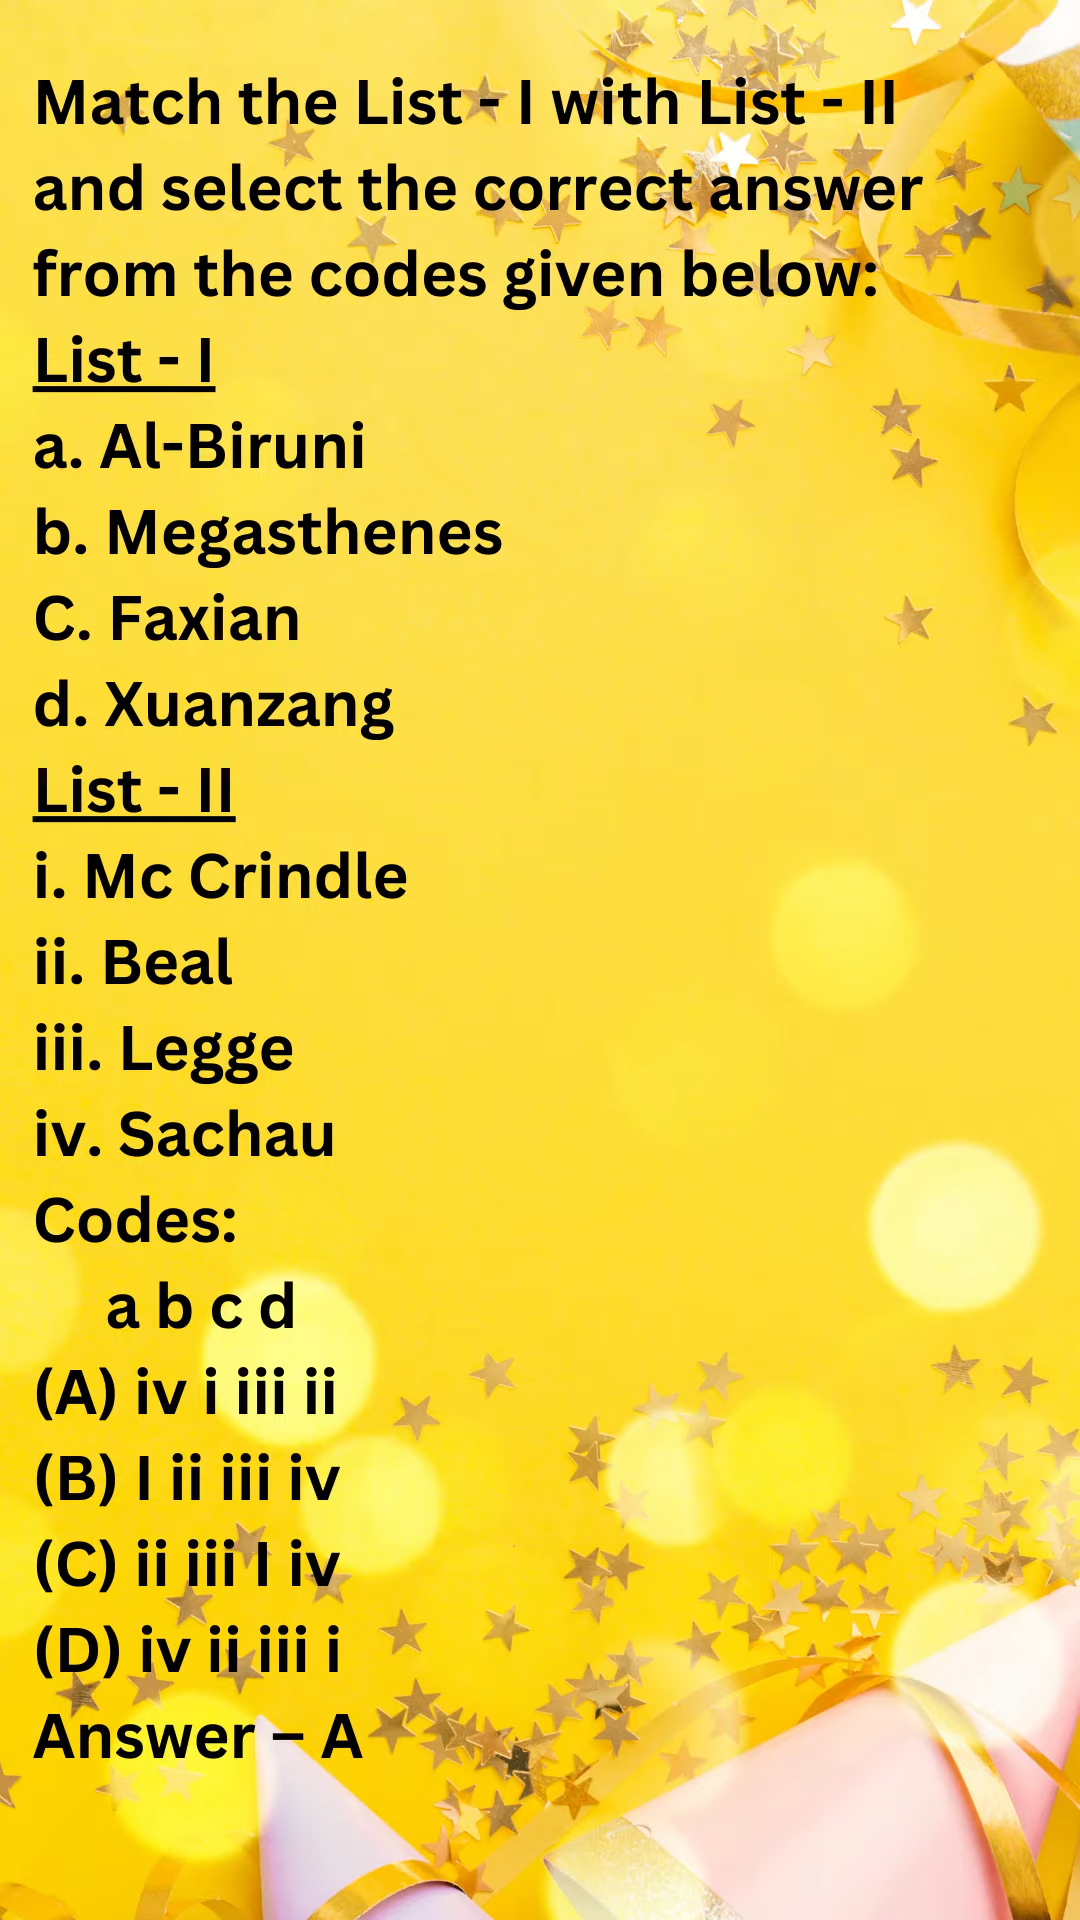 Match the List - I with List - II
and select the correct answer
from the codes given below:
List - I
a. Al-Biruni
b. Megasthenes
C. Faxian
d. Xuanzang
List - II
i. Mc Crindle
ii. Beal
iii. Legge
iv. Sachau
Codes:
a b c d
(A) iv i iii ii
(B) I ii iii iv
(C) ii iii I iv
(D) iv ii iii i
Answer – A